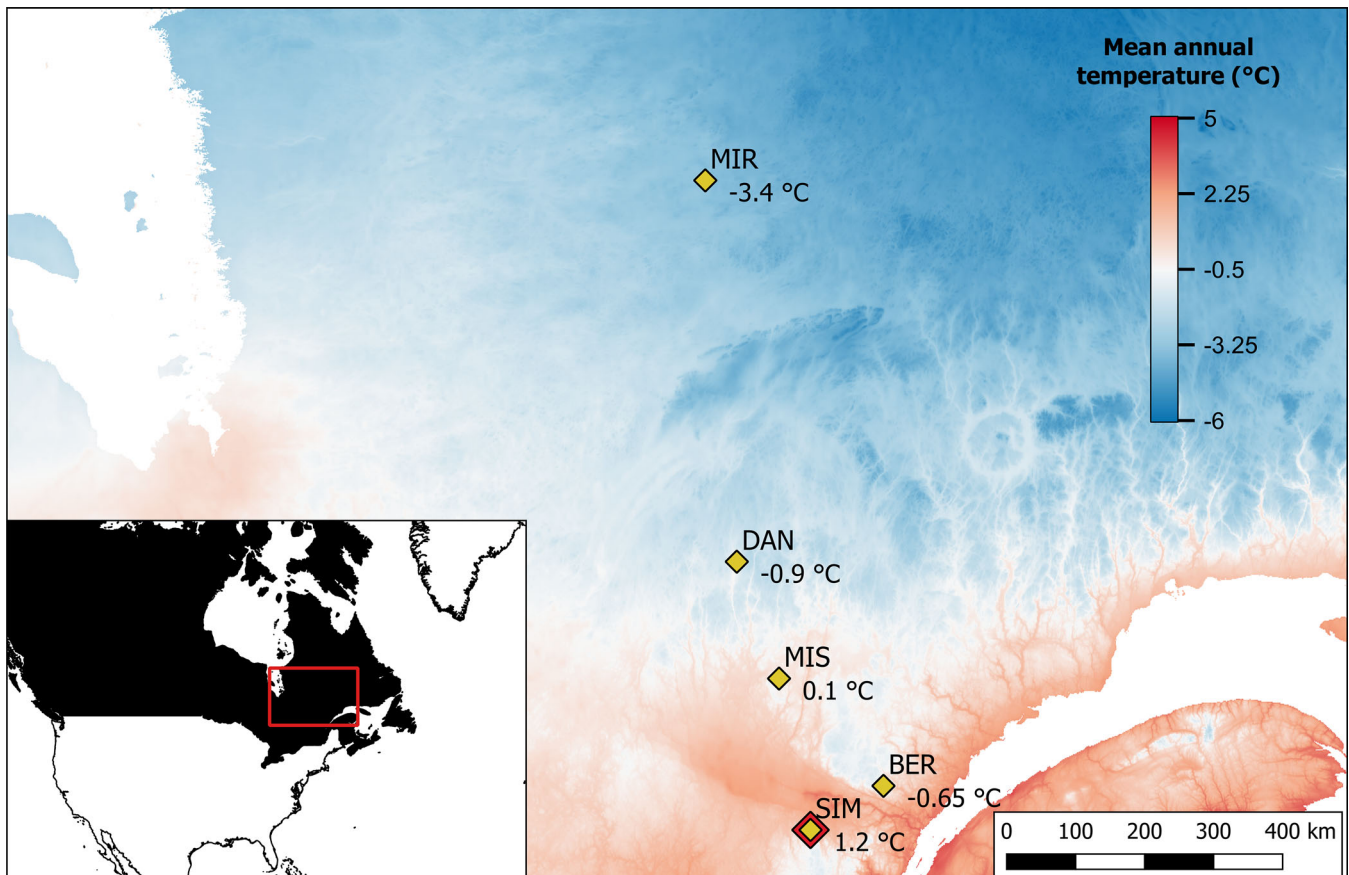 Mean annual
temperature (°C)
5
2.25
-0.5
-3.25
-6
MIR
-3.4 °C
DAN
-0.9 °C
MIS
0.1 °C
BER
-0.65 °C
SIM
1.2 °C
0 100 200 300 400 km